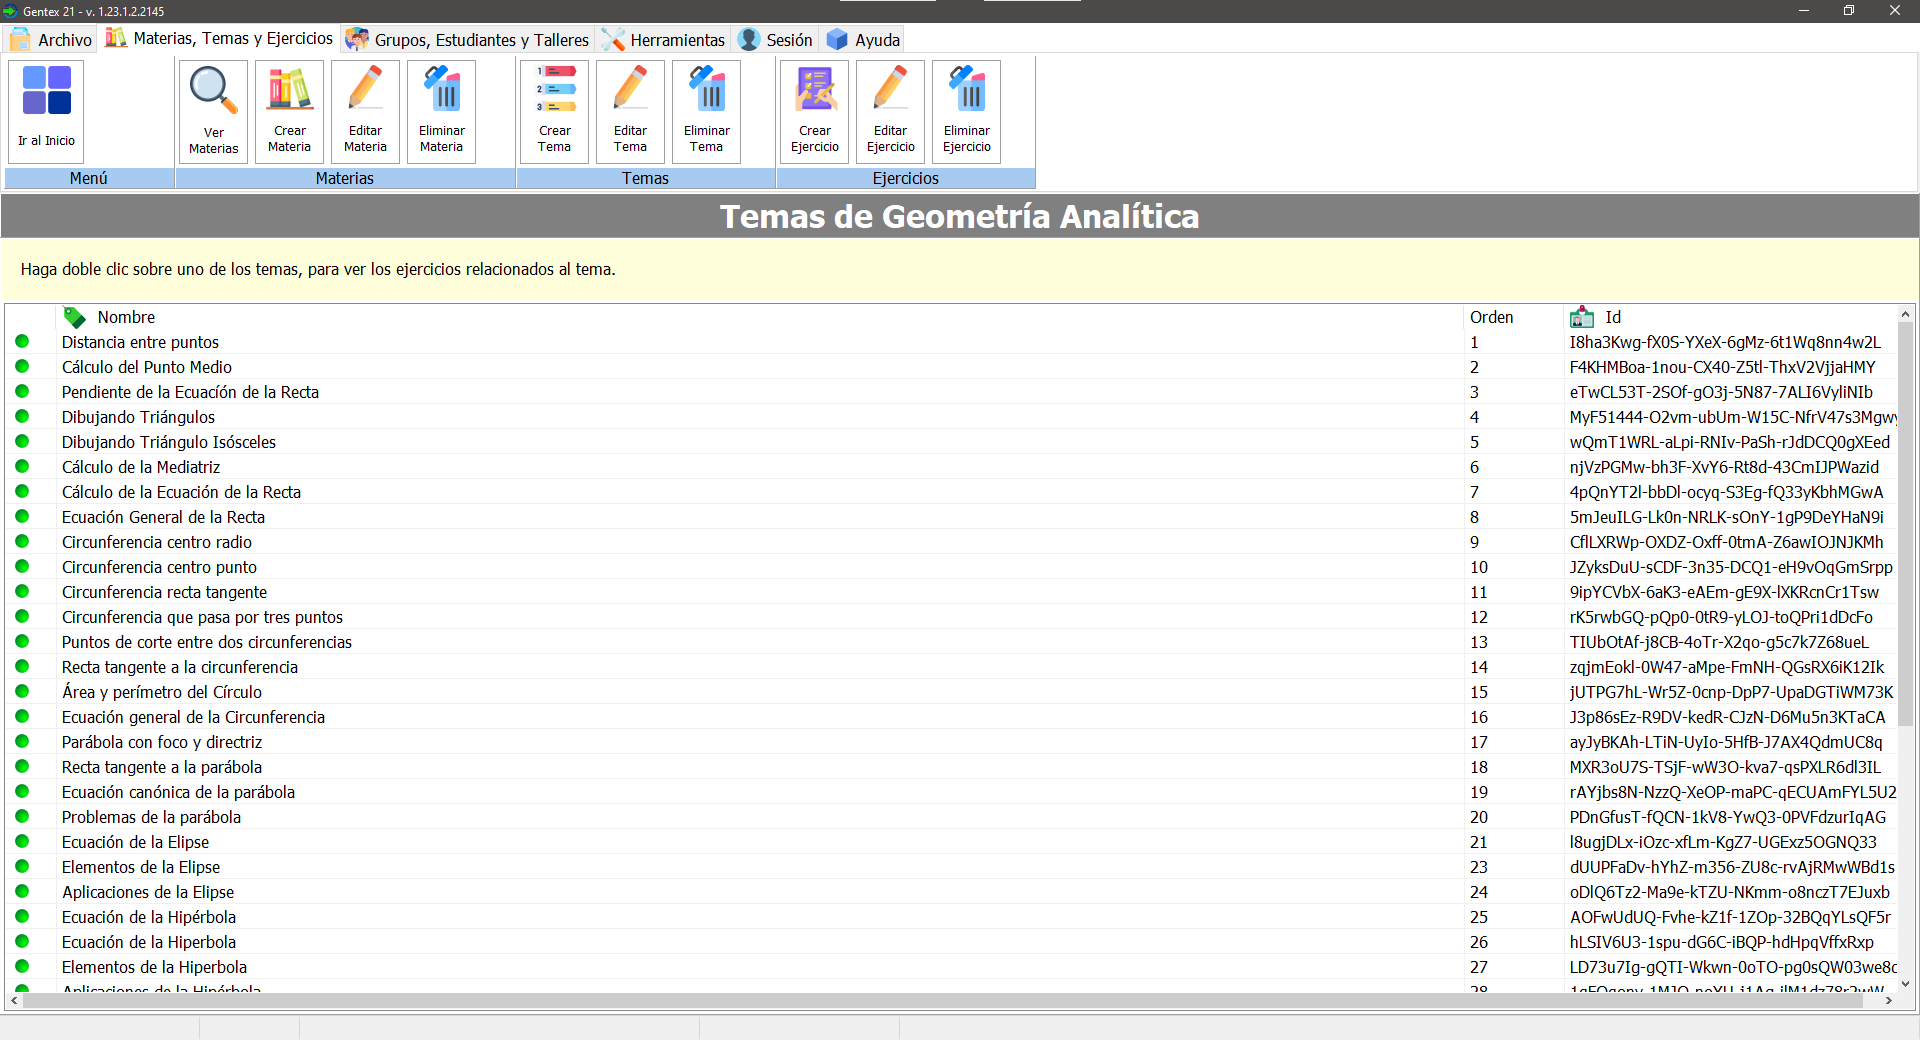 Gentex 21 - v. 1.23.1.2.2145
Archivo Materias, Temas y Ejercicios Grupos, Estudiantes y Talleres Herramientas Sesión Ayuda
Ir al Inicio
Ver Materias
Crear Materia
Editar Materia
Eliminar Materia
Crear Tema
Editar Tema
Eliminar Tema
Crear Ejercicio
Editar Ejercicio
Eliminar Ejercicio
Menú Materias Temas Ejercicios
Temas de Geometría Analítica
Haga doble clic sobre uno de los temas, para ver los ejercicios relacionados al tema.
Nombre Orden Id
Distancia entre puntos 1 I8ha3Kwg-fX0S-YXeX-6gMz-6t1Wq8nn4w2L
Cálculo del Punto Medio 2 F4KHMBoa-1nou-CX40-Z5tl-ThxV2VjjaHMY
Pendiente de la Ecuacíón de la Recta 3 eTwCL53T-2SOf-gO3j-5N87-7ALI6VyliNIb
Dibujando Triángulos 4 MyF51444-O2vm-ubUm-W15C-NfrV47s3Mgwy
Dibujando Triángulo Isósceles 5 wQmT1WRL-aLpi-RNIv-PaSh-rJdDCQ0gXEed
Cálculo de la Mediatriz 6 njVzPGMw-bh3F-XvY6-Rt8d-43CmIJPWazid
Cálculo de la Ecuación de la Recta 7 4pQnYT2l-bbDl-ocyq-S3Eg-fQ33yKbhMGwA
Ecuación General de la Recta 8 5mJeuILG-Lk0n-NRLK-sOnY-1gP9DeYHaN9i
Circunferencia centro radio 9 CflLXRWp-OXDZ-Oxff-0tmA-Z6awIOJNJKMh
Circunferencia centro punto 10 JZyksDuU-sCDF-3n35-DCQ1-eH9vOqGmSrpp
Circunferencia recta tangente 11 9ipYCVbX-6aK3-eAEm-gE9X-lXKRcnCr1Tsw
Circunferencia que pasa por tres puntos 12 rK5rwbGQ-pQp0-0tR9-yLOJ-toQPri1dDcFo
Puntos de corte entre dos circunferencias 13 TIUbOtAf-j8CB-4oTr-X2qo-g5c7k7Z68ueL
Recta tangente a la circunferencia 14 zqjmEokl-0W47-aMpe-FmNH-QGsRX6iK12Ik
Área y perímetro del Círculo 15 jUTPG7hL-Wr5Z-0cnp-DpP7-UpaDGTiWM73K
Ecuación general de la Circunferencia 16 J3p86sEz-R9DV-kedR-CJzN-D6Mu5n3KTaCA
Parábola con foco y directriz 17 ayJyBKAh-LTiN-UyIo-5HfB-J7AX4QdmUC8q
Recta tangente a la parábola 18 MXR3oU7S-TSjF-wW3O-kva7-qsPXLR6dl3IL
Ecuación canónica de la parábola 19 rAYjbs8N-NzzQ-XeOP-maPC-qECUAmFYL5U2
Problemas de la parábola 20 PDnGfusT-fQCN-1kV8-YwQ3-0PVFdzurIqAG
Ecuación de la Elipse 21 l8ugjDLx-iOzc-xfLm-KgZ7-UGExz5OGNQ33
Elementos de la Elipse 23 dUUPFaDv-hYhZ-m356-ZU8c-rvAjRMwWBd1s
Aplicaciones de la Elipse 24 oDlQ6Tz2-Ma9e-kTZU-NKmm-o8nczT7EJuxb
Ecuación de la Hipérbola 25 AOFwUdUQ-Fvhe-kZ1f-1ZOp-32BQqYLsQF5r
Ecuación de la Hiperbola 26 hLSIV6U3-1spu-dG6C-iBQP-hdHpqVffxRxp
Elementos de la Hiperbola 27 LD73u7Ig-gQTI-Wkwn-0oTO-pg0sQW03we8c
Aplicaciones de la Hipérbola 28